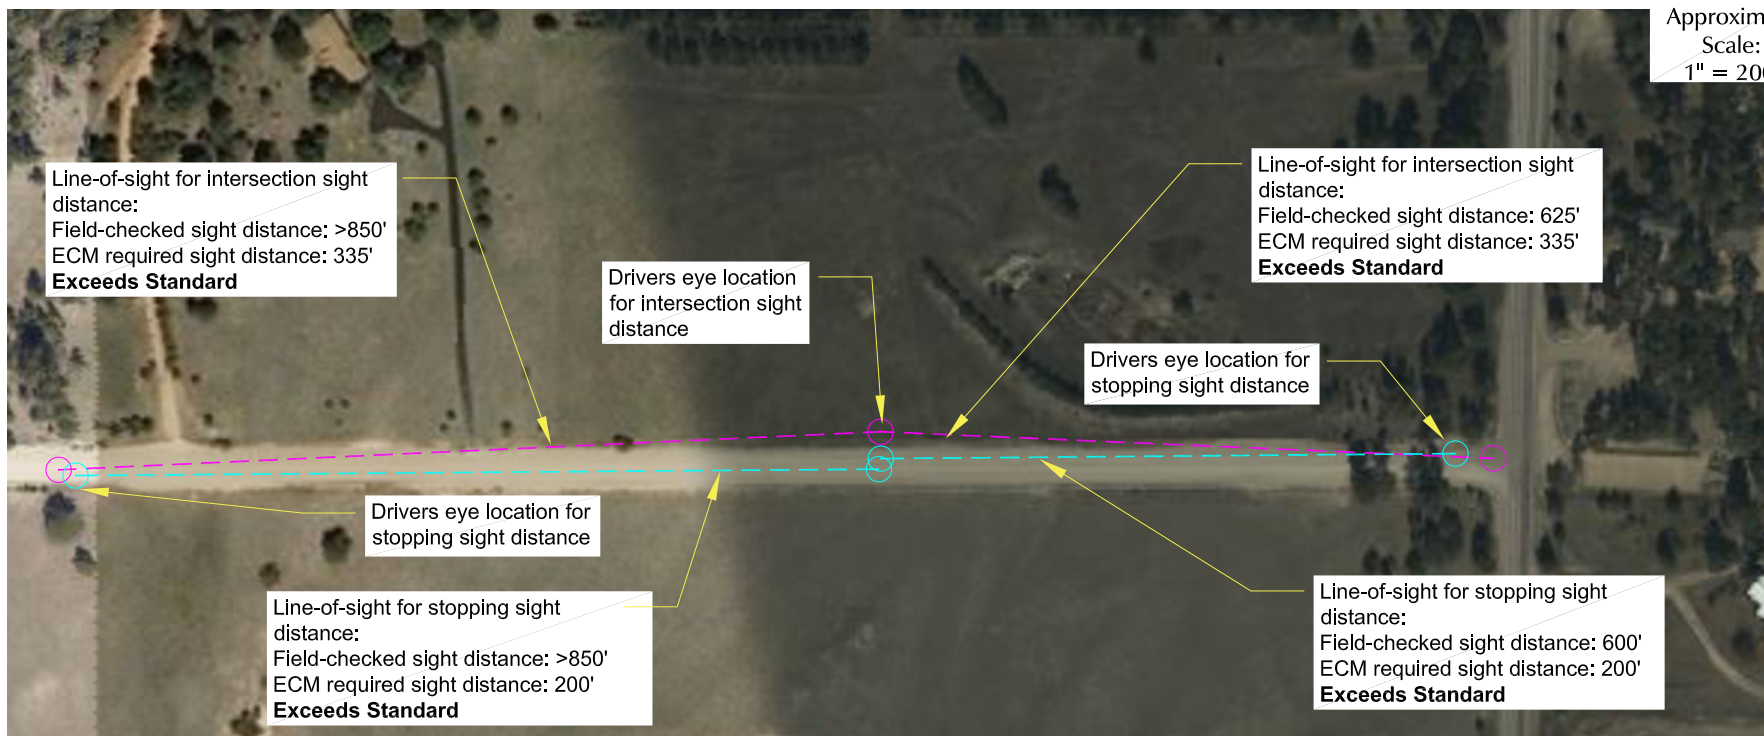 Scale:
Line-of-sight for intersection sight
distance:
Field-checked sight distance: >850'
ECM required sight distance: 335'
Exceeds Standard
Line-of-sight for intersection sight
distance:
Field-checked sight distance: 625'
ECM required sight distance: 335'
Exceeds Standard
Drivers eye location
for intersection sight
distance
Drivers eye location for
stopping sight distance
Drivers eye location for
stopping sight distance
Line-of-sight for stopping sight
distance:
Field-checked sight distance: >850'
ECM required sight distance: 200'
Exceeds Standard
Line-of-sight for stopping sight
distance:
Field-checked sight distance: 600'
ECM required sight distance: 200'
Exceeds Standard